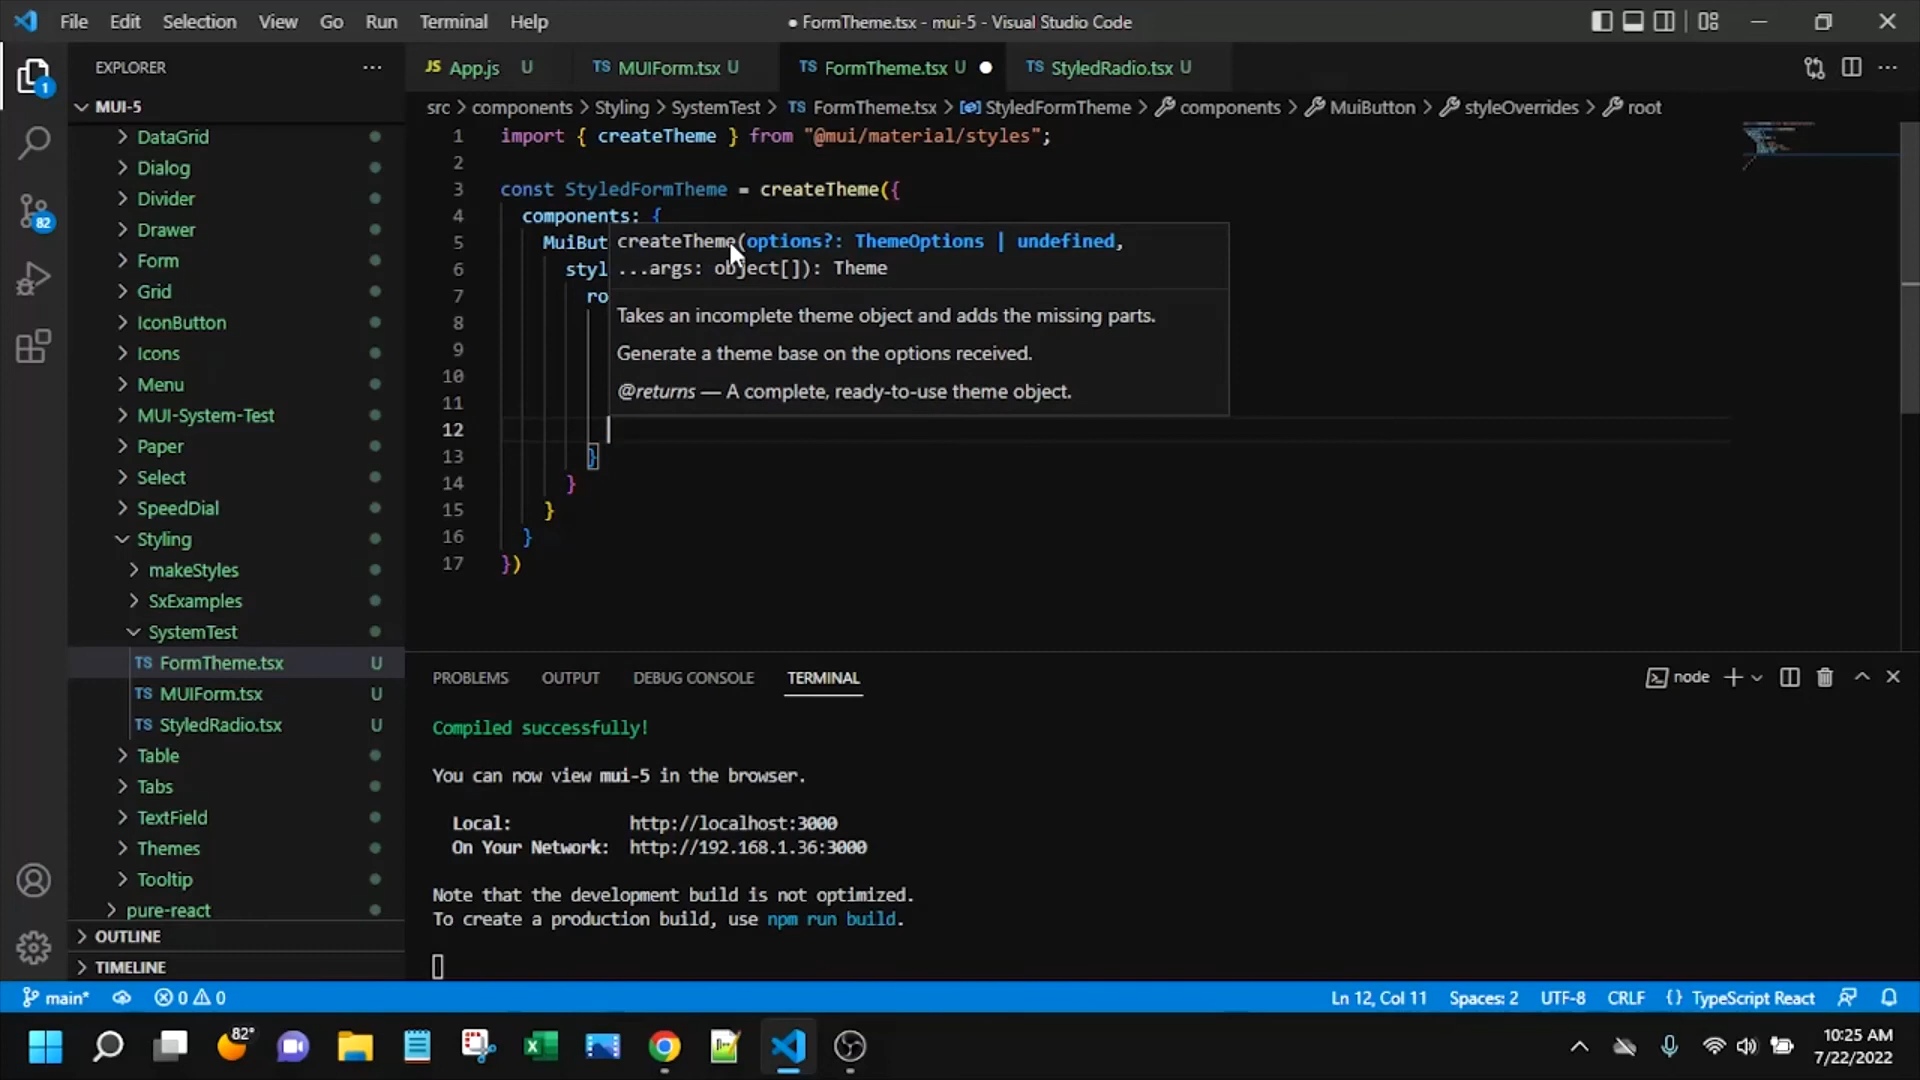 File Edit Selection View Go Run Terminal Help
● FormTheme.tsx - mui-5 - Visual Studio Code
EXPLORER
JS App.js U
TS MUIForm.tsx U
TS FormTheme.tsx U
TS StyledRadio.tsx U
MUI-5
src > components > Styling > SystemTest > TS FormTheme.tsx > StyledFormTheme > components > MuiButton > styleOverrides > root
1
DataGrid
Dialog
Divider
Drawer
Form
Grid
IconButton
Icons
Menu
MUI-System-Test
Paper
Select
SpeedDial
Styling
makeStyles
SxExamples
SystemTest
TS FormTheme.tsx U
TS MUIForm.tsx U
TS StyledRadio.tsx U
Table
Tabs
TextField
Themes
Tooltip
pure-react
OUTLINE
TIMELINE
82
1 import { createTheme } from "@mui/material/styles";
2
3 const StyledFormTheme = createTheme({
4 components: {
5 MuiBut
6 styl
7 ro
8
9
10
11
12
13 }
14 }
15 }
16 }
17 })
createTheme(options?: ThemeOptions | undefined,
...args: object[]): Theme
Takes an incomplete theme object and adds the missing parts.
Generate a theme base on the options received.
@returns — A complete, ready-to-use theme object.
PROBLEMS OUTPUT DEBUG CONSOLE TERMINAL
node
Compiled successfully!
You can now view mui-5 in the browser.
Local: http://localhost:3000
On Your Network: http://192.168.1.36:3000
Note that the development build is not optimized.
To create a production build, use npm run build.
main* 0 0
Ln 12, Col 11 Spaces: 2 UTF-8 CRLF {} TypeScript React
82°
10:25 AM
7/22/2022